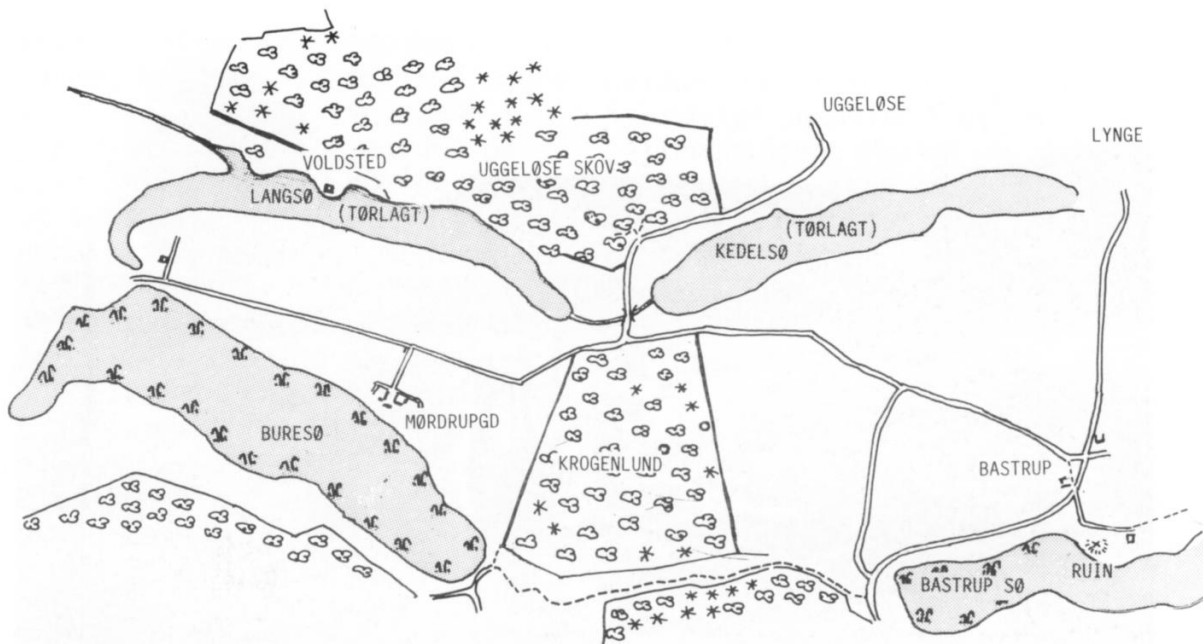 UGGELØSE
LYNGE
VOLDSTED
UGGELØSE SKOV
LANGSØ
(TØRLAGT)
(TØRLAGT)
KEDELSØ
MØRDRUPGD
BURESØ
KROGENLUND
BASTRUP
BASTRUP SØ
RUIN